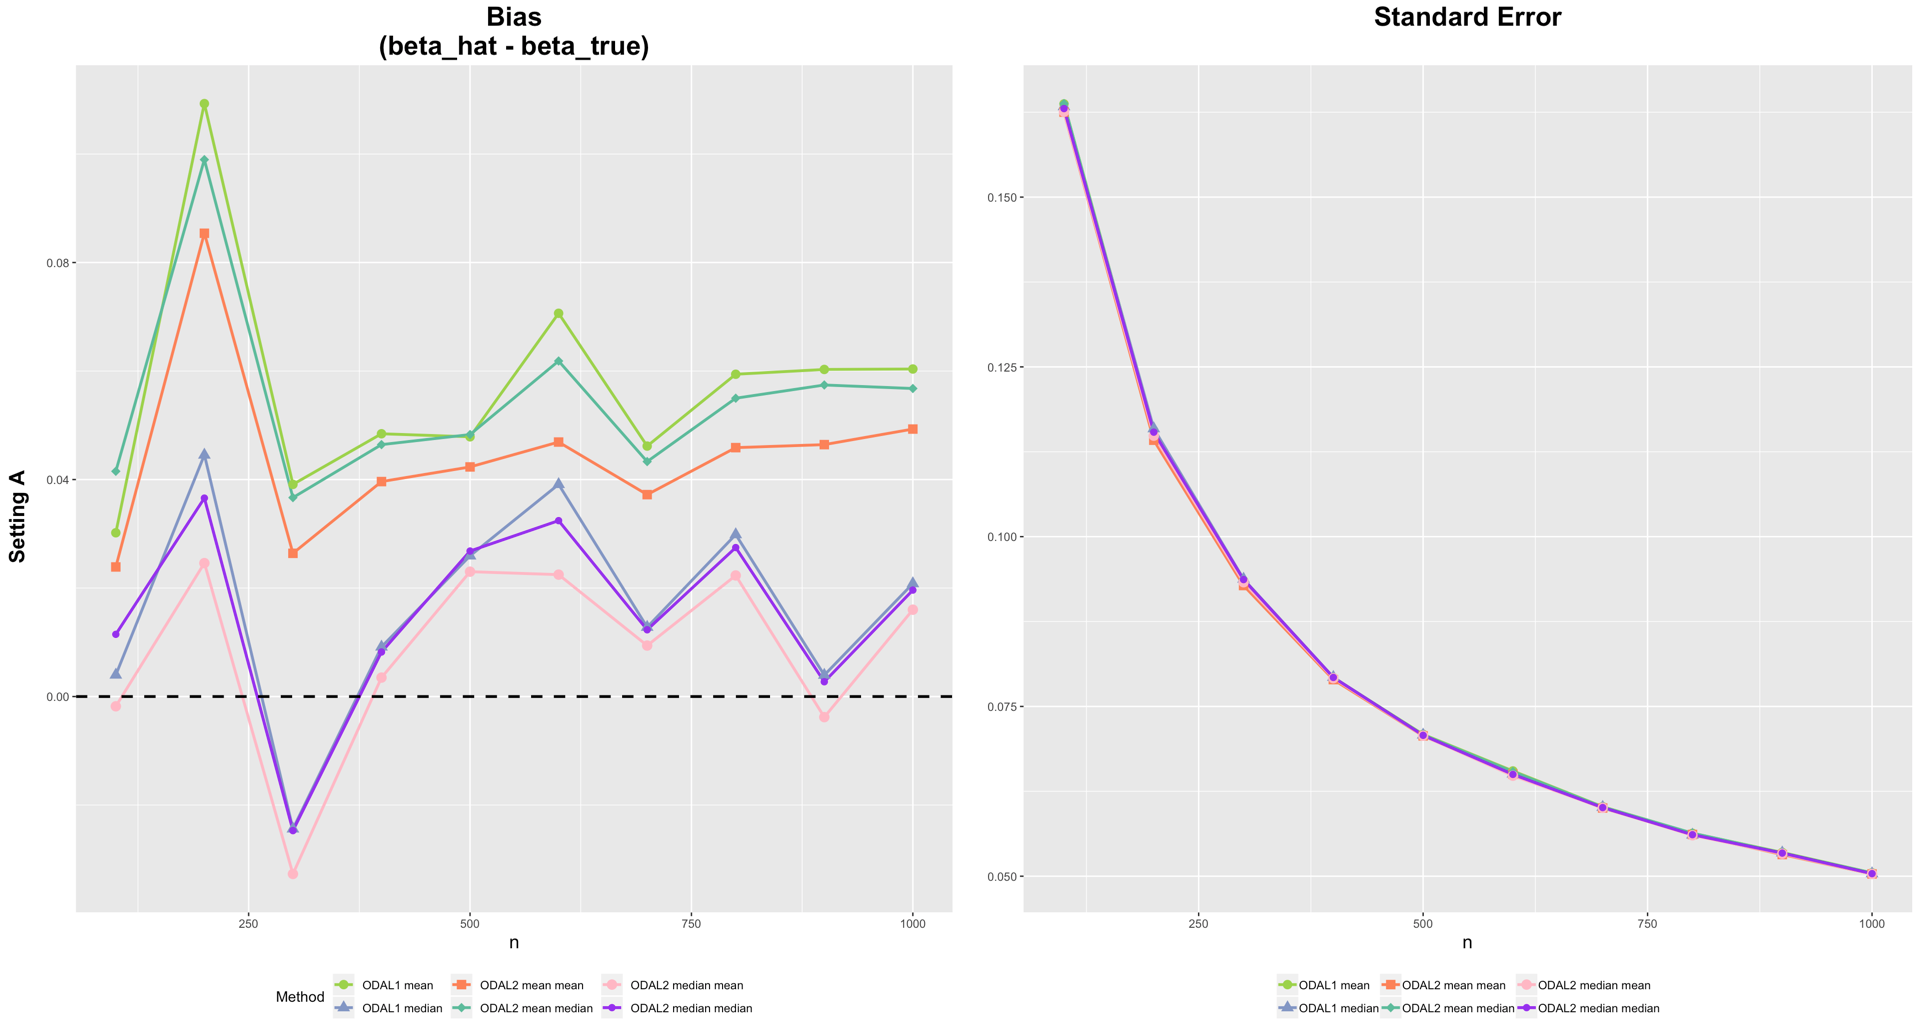 Bias
(beta_hat - beta_true)
Setting A
0.08
0.04
0.00
250 500 750 1000
n
Method
ODAL1 mean ODAL2 mean mean ODAL2 median mean
ODAL1 median ODAL2 mean median ODAL2 median median
Standard Error
0.150
0.125
0.100
0.075
0.050
250 500 750 1000
n
ODAL1 mean ODAL2 mean mean ODAL2 median mean
ODAL1 median ODAL2 mean median ODAL2 median median